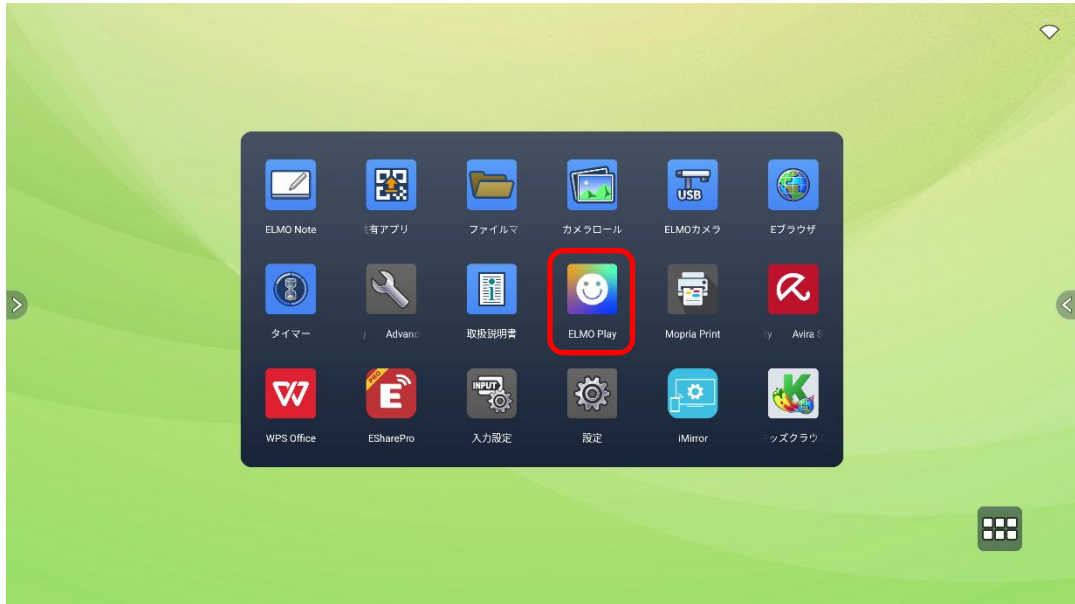 USB
ELMO Note
有アプリ
ファイルマ
カメラロール
ELMOカメラ
Eブラウザ
タイマー
Advanc
取扱説明書
ELMO Play
Mopria Print
y Avira S
W
PRO
E
INPUT
K
WPS Office
ESharePro
入力設定
設定
iMirror
ッズクラウ